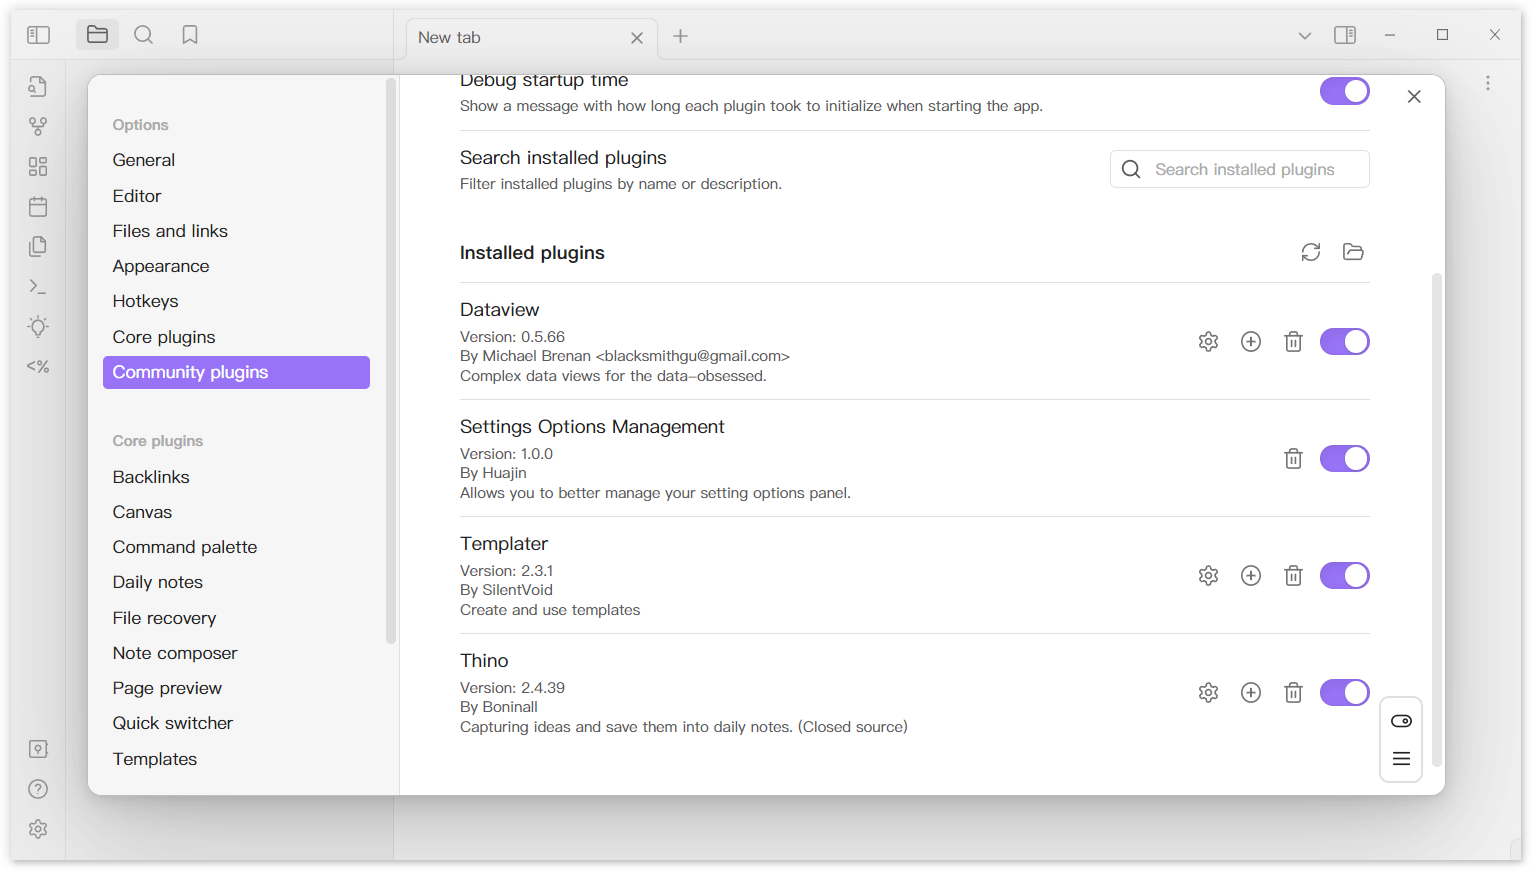 New tab
Options
General
Editor
Files and links
Appearance
Hotkeys
Core plugins
Community plugins
Core plugins
Backlinks
Canvas
Command palette
Daily notes
File recovery
Note composer
Page preview
Quick switcher
Templates
Debug startup time
Show a message with how long each plugin took to initialize when starting the app.
Search installed plugins
Filter installed plugins by name or description.
Search installed plugins
Installed plugins
Dataview
Version: 0.5.66
By Michael Brenan <blacksmithgu@gmail.com>
Complex data views for the data-obsessed.
Settings Options Management
Version: 1.0.0
By Huajin
Allows you to better manage your setting options panel.
Templater
Version: 2.3.1
By SilentVoid
Create and use templates
Thino
Version: 2.4.39
By Boninall
Capturing ideas and save them into daily notes. (Closed source)
<%